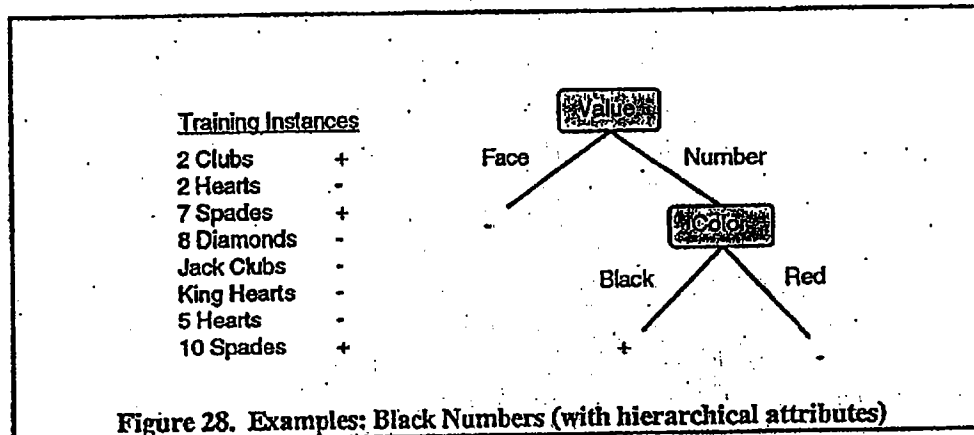 Training Instances
2 Clubs +
2 Hearts -
7 Spades +
8 Diamonds -
Jack Clubs -
King Hearts -
5 Hearts -
10 Spades +
Value
Face Number
-
Color
Black Red
+ -
Figure 28. Examples: Black Numbers (with hierarchical attributes)